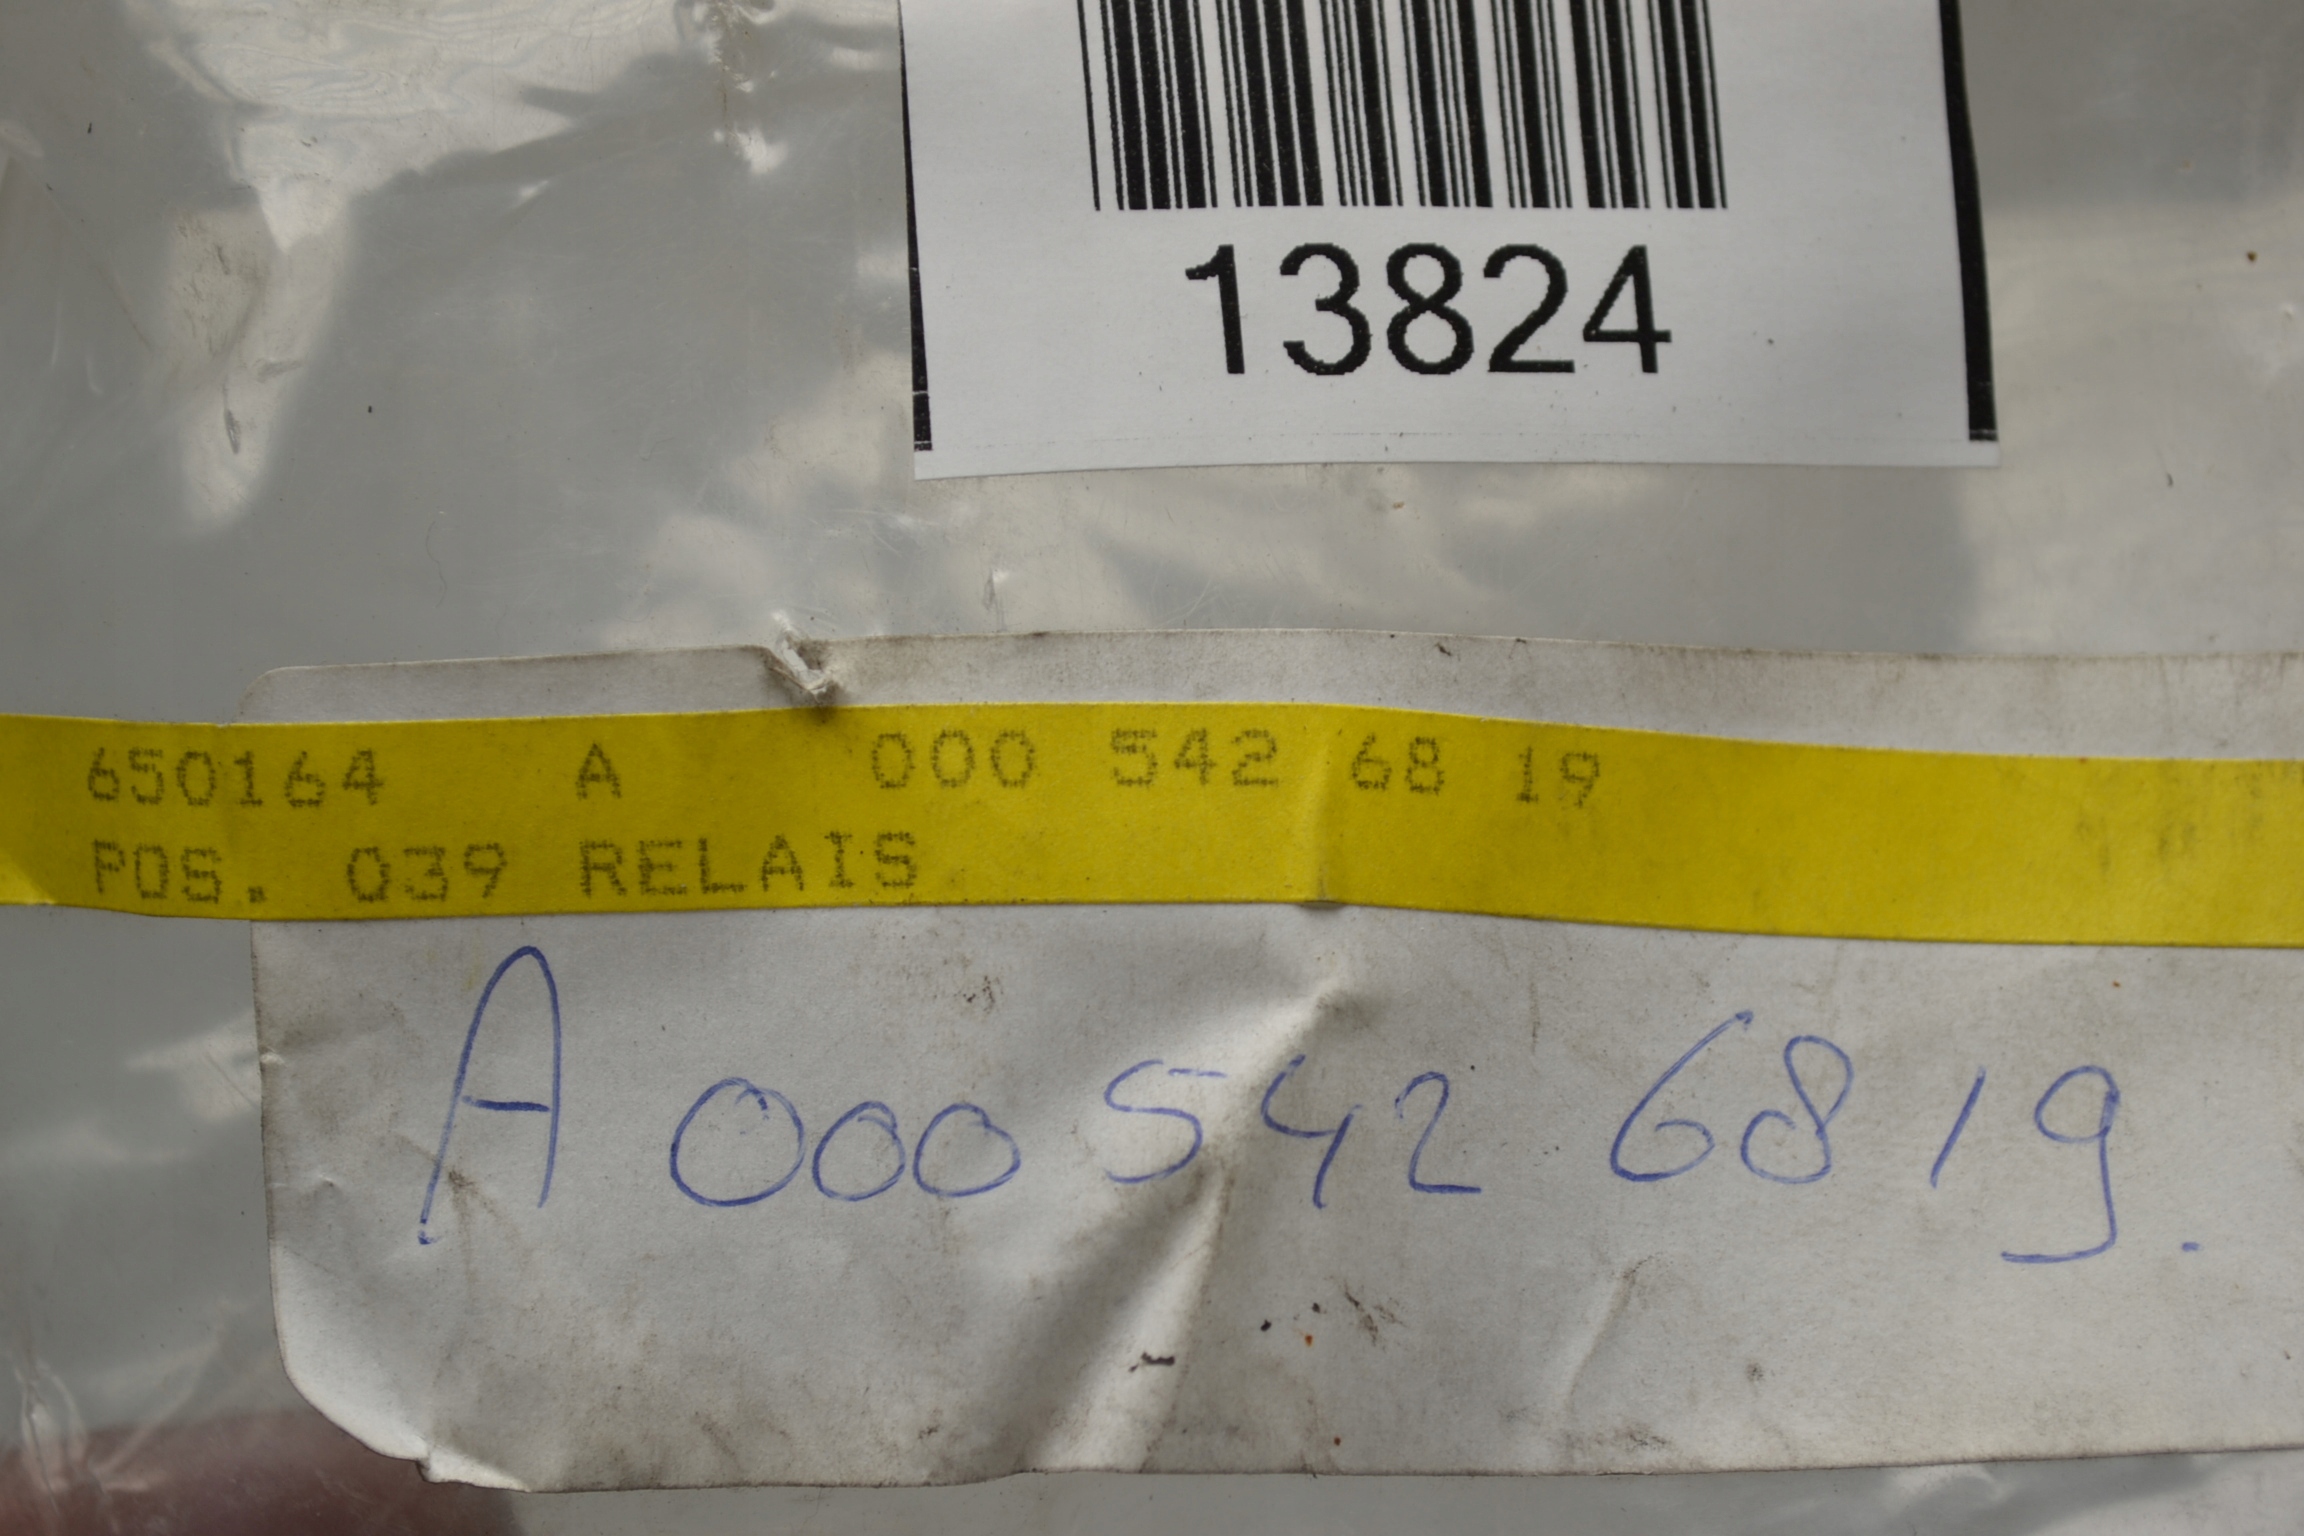 13824
650164 A 000 542 68 19
POS. 039 RELAIS
A 000 542 68 19.